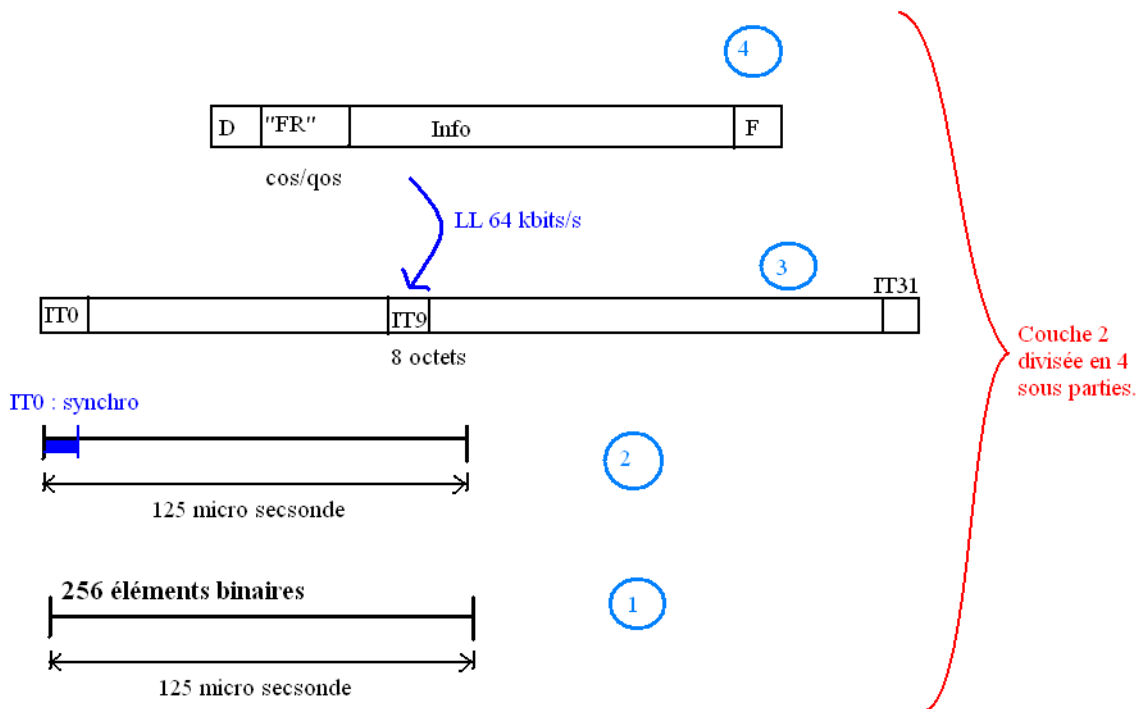 4
D "FR" Info F
cos/qos
LL 64 kbits/s
3
IT31
IT0 IT9
8 octets
Couche 2
divisée en 4
sous parties.
IT0 : synchro
2
125 micro secsonde
256 éléments binaires
1
125 micro secsonde